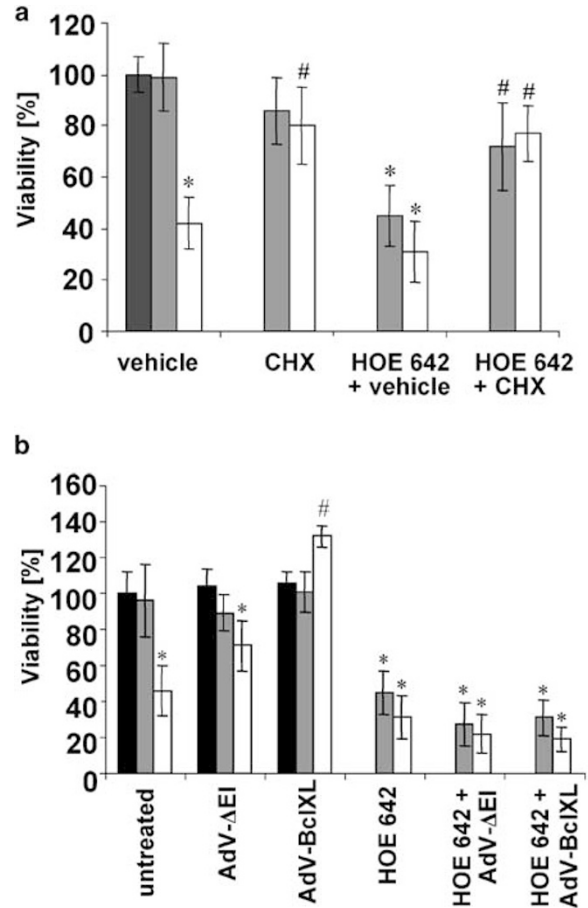 a
Viability [%]
120
100
80
60
40
20
0
*
#
*
*
#
#
vehicle
CHX
HOE 642
+ vehicle
HOE 642
+ CHX
b
Viability [%]
160
140
120
100
80
60
40
20
0
*
*
#
*
*
*
*
*
*
untreated
AdV-ΔEI
AdV-BclXL
HOE 642
HOE 642 +
AdV-ΔEI
HOE 642 +
AdV-BclXL